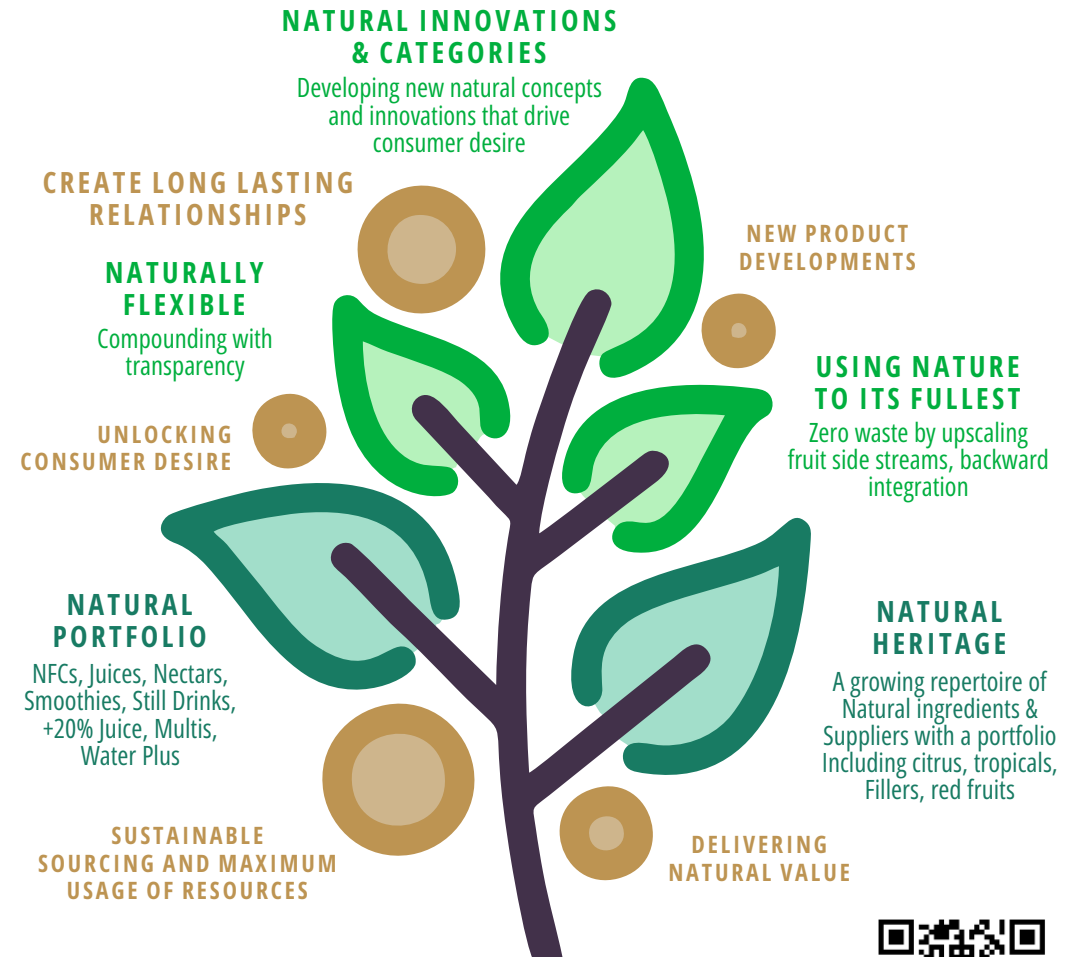 NATURAL INNOVATIONS
& CATEGORIES
Developing new natural concepts
and innovations that drive
consumer desire
CREATE LONG LASTING
RELATIONSHIPS
NEW PRODUCT
DEVELOPMENTS
NATURALLY
FLEXIBLE
Compounding with
transparency
USING NATURE
TO ITS FULLEST
Zero waste by upscaling
fruit side streams, backward
integration
UNLOCKING
CONSUMER DESIRE
NATURAL
PORTFOLIO
NFCs, Juices, Nectars,
Smoothies, Still Drinks,
+20% Juice, Multis,
Water Plus
NATURAL
HERITAGE
A growing repertoire of
Natural ingredients &
Suppliers with a portfolio
Including citrus, tropicals,
Fillers, red fruits
SUSTAINABLE
SOURCING AND MAXIMUM
USAGE OF RESOURCES
DELIVERING
NATURAL VALUE